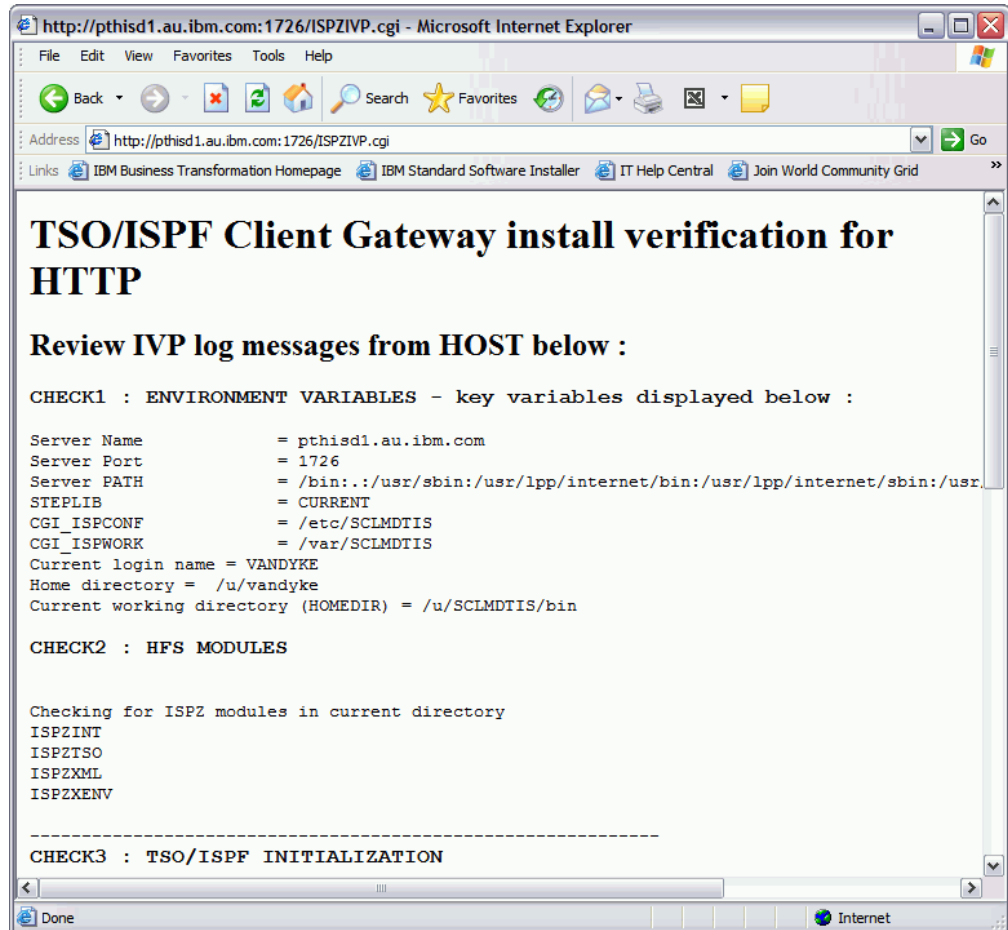 http://pthisd1.au.ibm.com:1726/ISPZIVP.cgi - Microsoft Internet Explorer
File Edit View Favorites Tools Help
Back Search Favorites
Address http://pthisd1.au.ibm.com:1726/ISPZIVP.cgi Go
Links IBM Business Transformation Homepage IBM Standard Software Installer IT Help Central Join World Community Grid »
TSO/ISPF Client Gateway install verification for
HTTP
Review IVP log messages from HOST below :
CHECK1 : ENVIRONMENT VARIABLES - key variables displayed below :
Server Name = pthisd1.au.ibm.com
Server Port = 1726
Server PATH = /bin:.:/usr/sbin:/usr/lpp/internet/bin:/usr/lpp/internet/sbin:/usr.
STEPLIB = CURRENT
CGI_ISPCONF = /etc/SCLMDTIS
CGI_ISPWORK = /var/SCLMDTIS
Current login name = VANDYKE
Home directory = /u/vandyke
Current working directory (HOMEDIR) = /u/SCLMDTIS/bin
CHECK2 : HFS MODULES
Checking for ISPZ modules in current directory
ISPZINT
ISPZTSO
ISPZXML
ISPZXENV
-------------------------------------------------------------
CHECK3 : TSO/ISPF INITIALIZATION
Done Internet